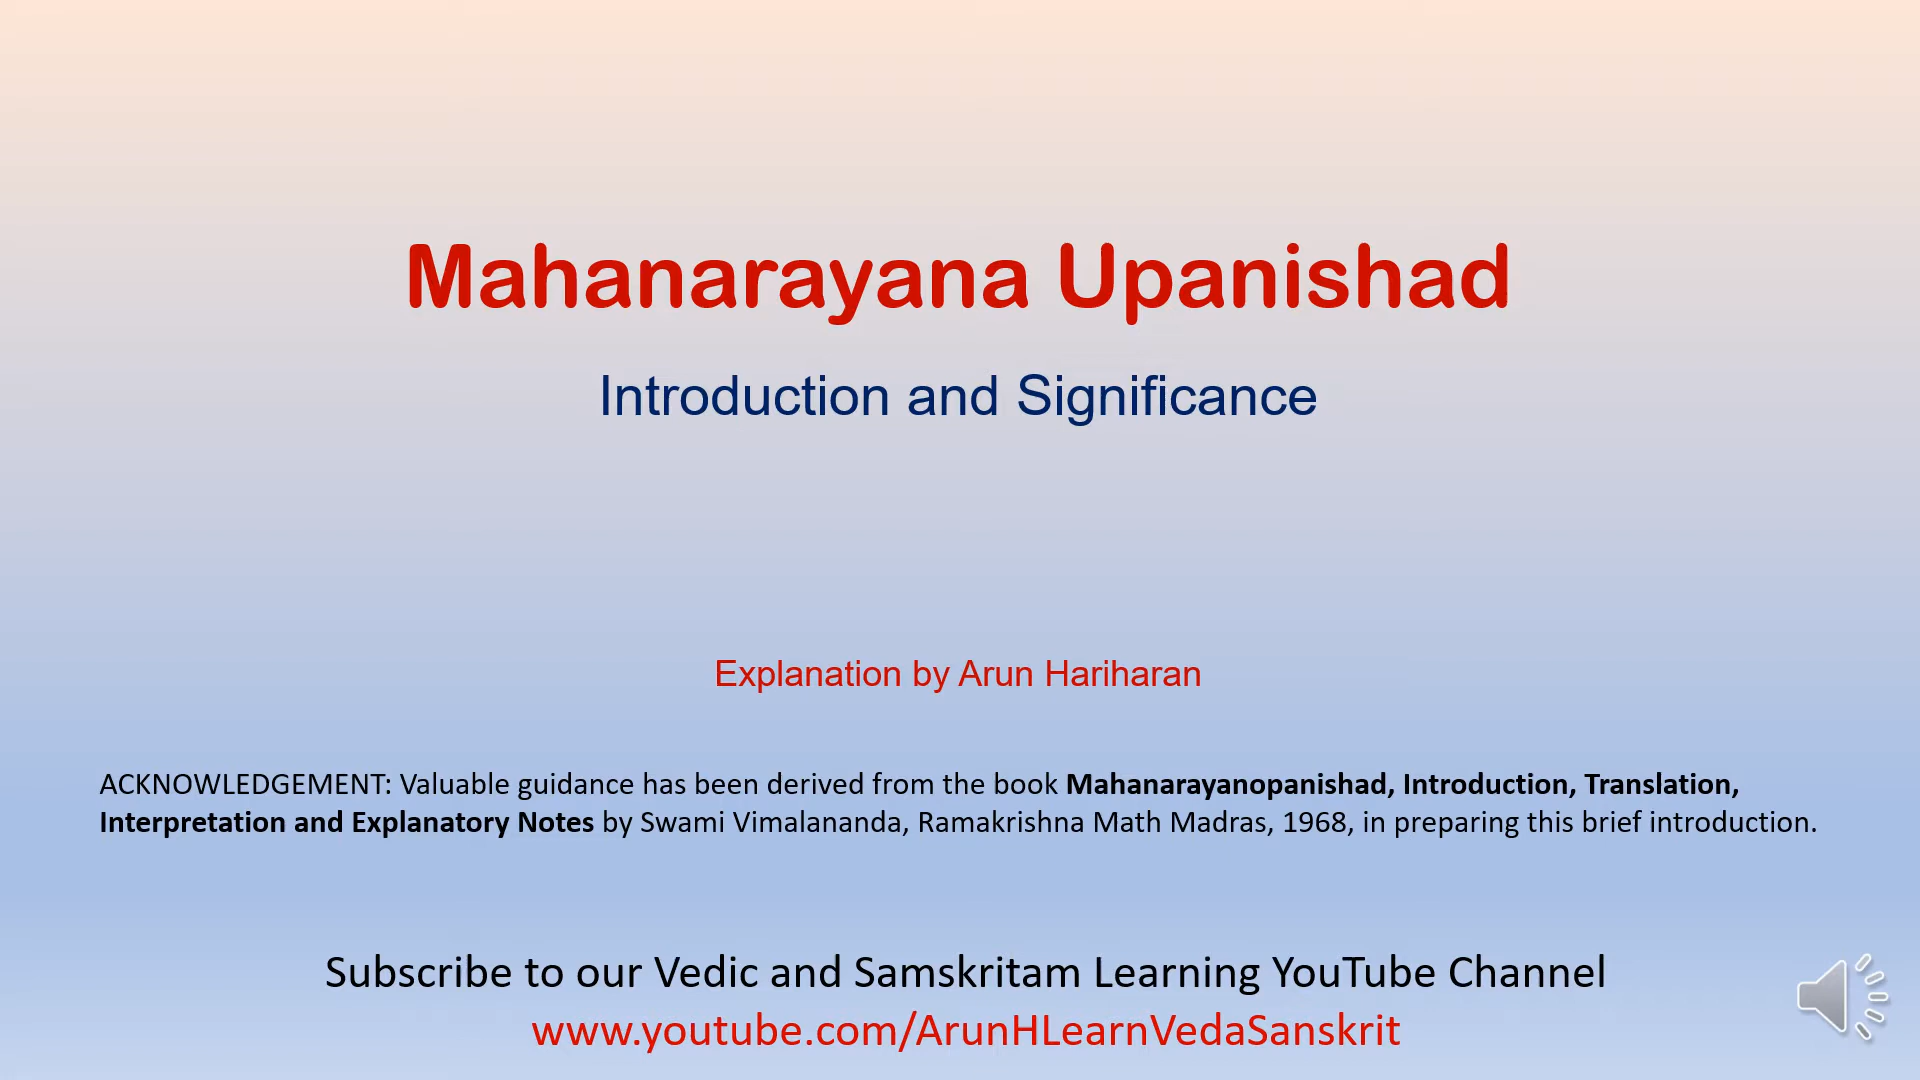 Mahanarayana Upanishad
Introduction and Significance
Explanation by Arun Hariharan
ACKNOWLEDGEMENT: Valuable guidance has been derived from the book Mahanarayanopanishad, Introduction, Translation,
Interpretation and Explanatory Notes by Swami Vimalananda, Ramakrishna Math Madras, 1968, in preparing this brief introduction.
Subscribe to our Vedic and Samskritam Learning YouTube Channel
www.youtube.com/ArunHLearnVedaSanskrit